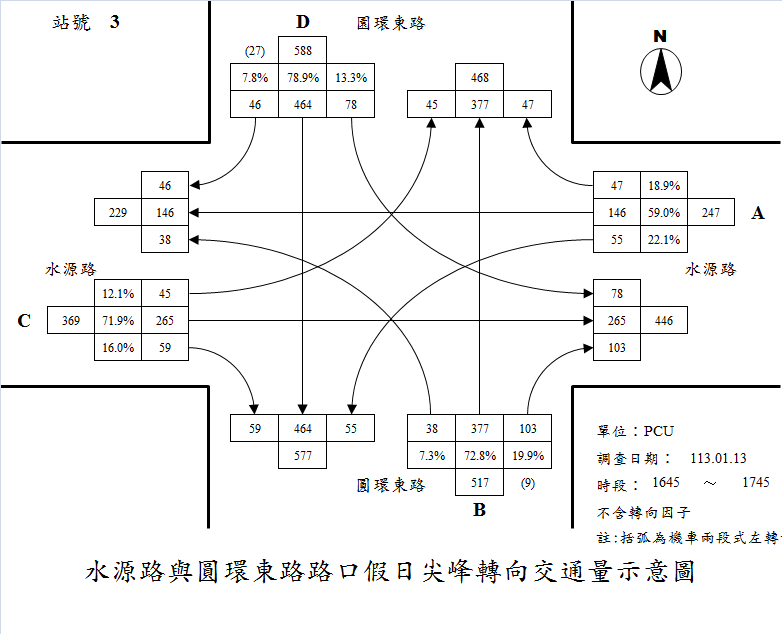 站號 3
D
圓環東路
N
(27) 588
7.8% 78.9% 13.3%
46 464 78
468
45 377 47
46
229 146
38
47 18.9%
146 59.0% 247
55 22.1%
A
水源路
水源路
C
12.1% 45
369 71.9% 265
16.0% 59
78
265 446
103
59 464 55
577
38 377 103
7.3% 72.8% 19.9%
517 (9)
圓環東路
B
單位：PCU
調查日期： 113.01.13
時段： 1645 ～ 1745
不含轉向因子
註:括弧為機車兩段式左轉
水源路與圓環東路路口假日尖峰轉向交通量示意圖